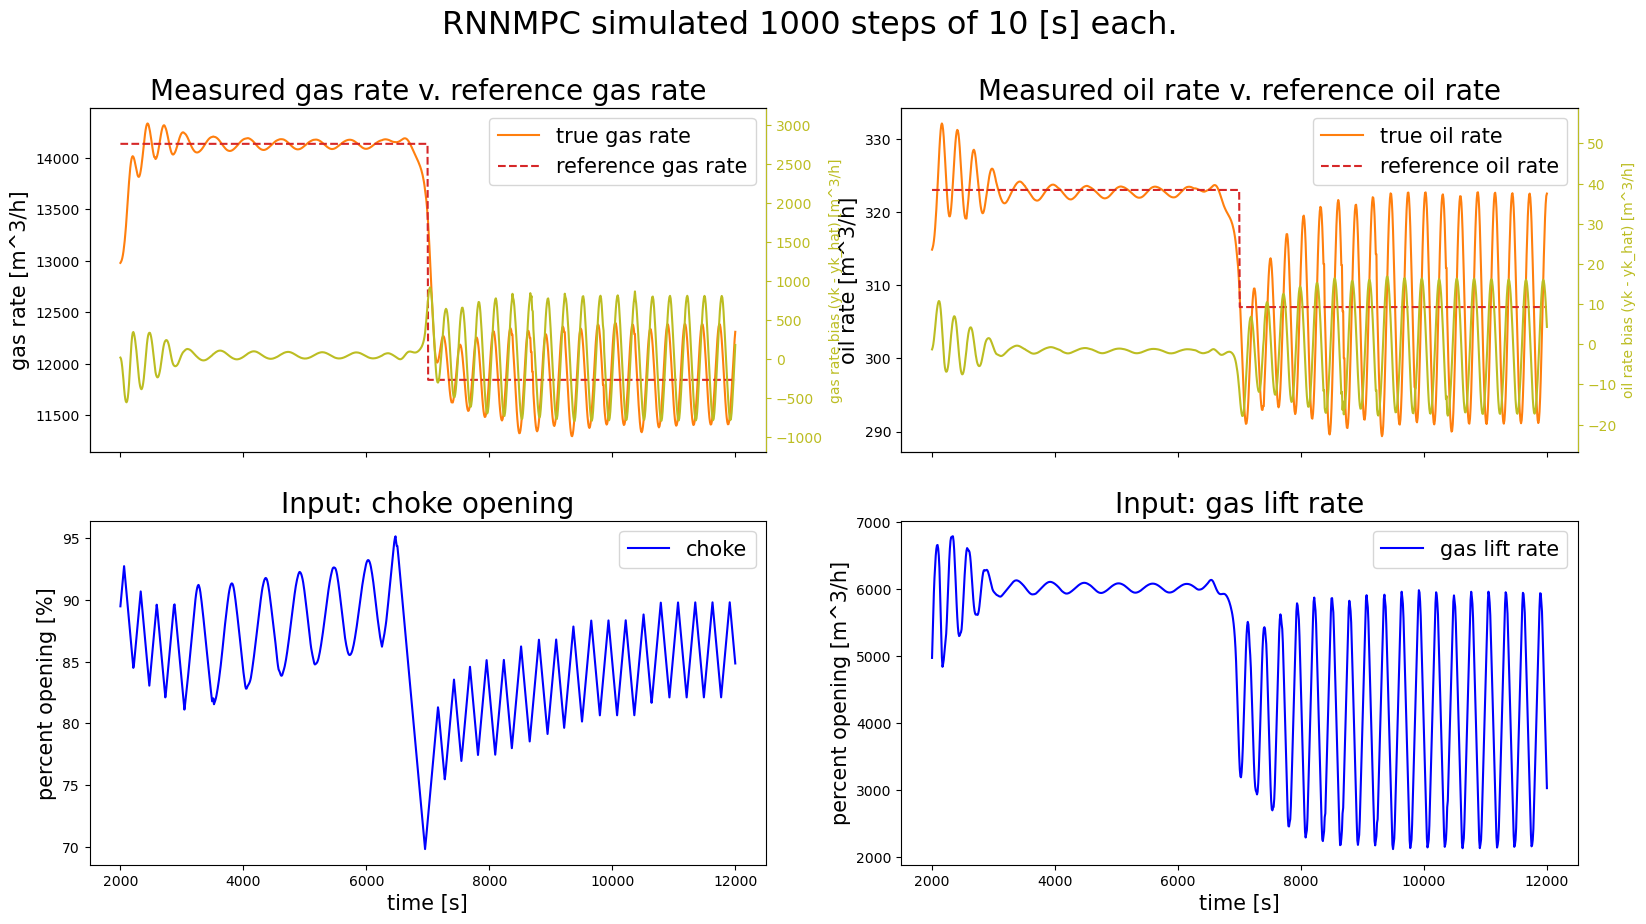 RNNMPC simulated 1000 steps of 10 [s] each.
Measured gas rate v. reference gas rate
true gas rate
reference gas rate
gas rate [m^3/h]
14000
13500
13000
12500
12000
11500
3000
2500
2000
1500
1000
500
0
−500
−1000
gas rate bias (yk - yk_hat) [m^3/h]
Measured oil rate v. reference oil rate
true oil rate
reference oil rate
oil rate [m^3/h]
330
320
310
300
290
50
40
30
20
10
0
−10
−20
oil rate bias (yk - yk_hat) [m^3/h]
Input: choke opening
choke
percent opening [%]
95
90
85
80
75
70
2000
4000
6000
8000
10000
12000
time [s]
Input: gas lift rate
gas lift rate
percent opening [m^3/h]
7000
6000
5000
4000
3000
2000
2000
4000
6000
8000
10000
12000
time [s]